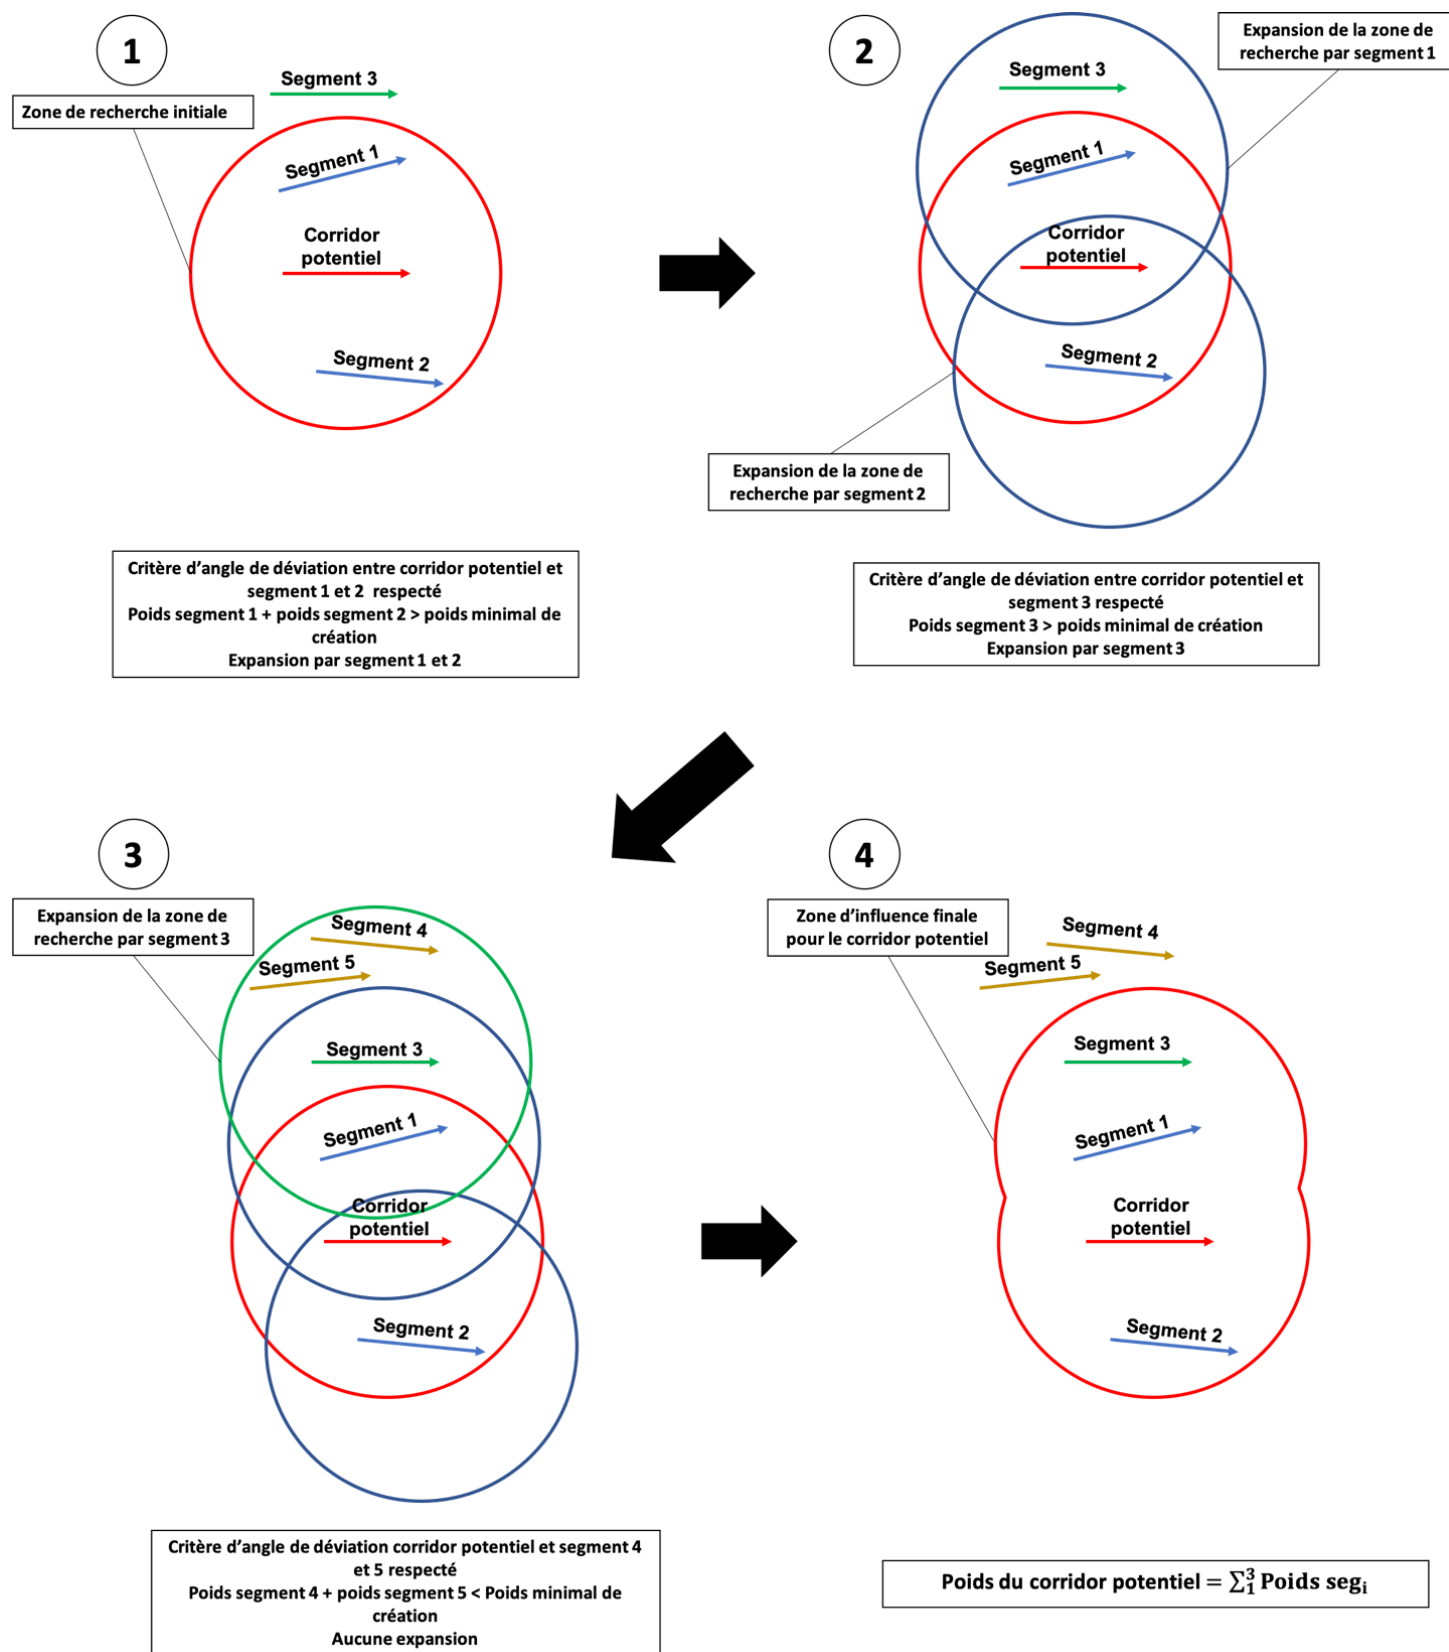 1
Segment 3
Zone de recherche initiale
Segment 1
Corridor
potentiel
Segment 2
Critère d'angle de déviation entre corridor potentiel et
segment 1 et 2 respecté
Poids segment 1 + poids segment 2 > poids minimal de
création
Expansion par segment 1 et 2
2
Expansion de la zone de
recherche par segment 1
Segment 3
Segment 1
Corridor
potentiel
Segment 2
Expansion de la zone de
recherche par segment 2
Critère d'angle de déviation entre corridor potentiel et
segment 3 respecté
Poids segment 3 > poids minimal de création
Expansion par segment 3
3
Expansion de la zone de
recherche par segment 3
Segment 4
Segment 5
Segment 3
Segment 1
Corridor
potentiel
Segment 2
Critère d'angle de déviation corridor potentiel et segment 4
et 5 respecté
Poids segment 4 + poids segment 5 < Poids minimal de
création
Aucune expansion
4
Zone d'influence finale
pour le corridor potentiel
Segment 4
Segment 5
Segment 3
Segment 1
Corridor
potentiel
Segment 2
Poids du corridor potentiel = ∑₁³ Poids segᵢ